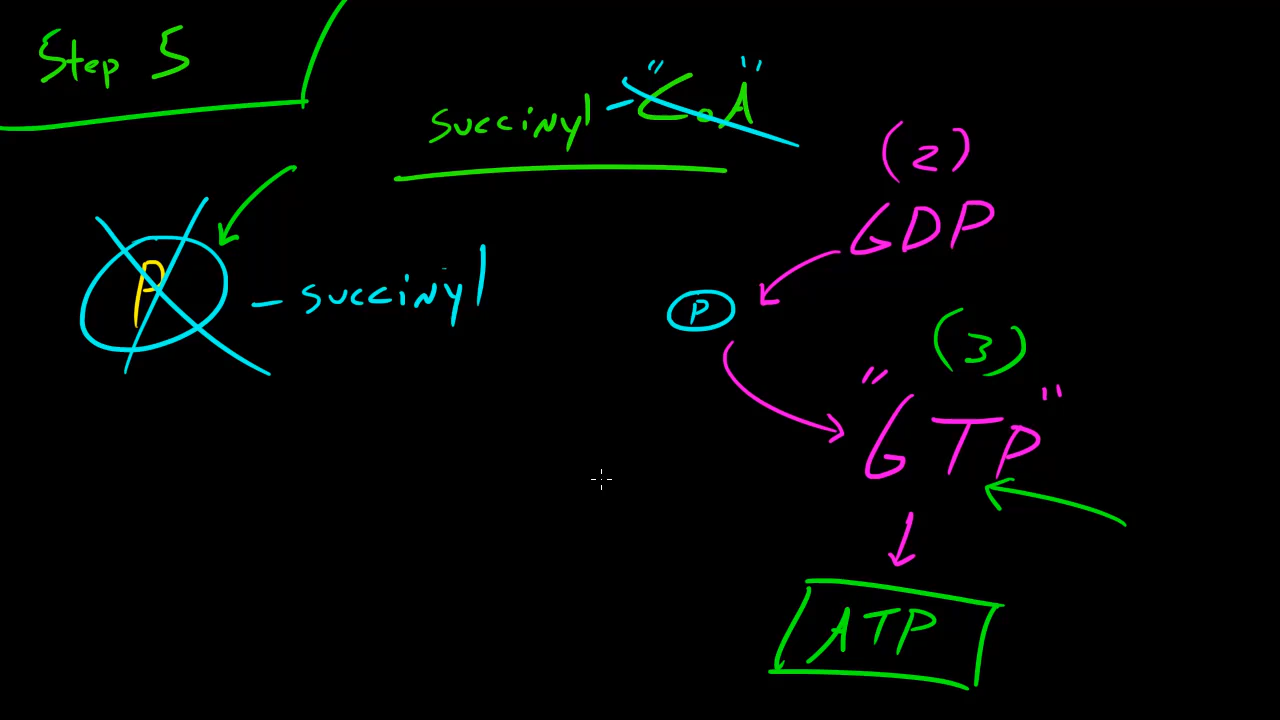 Step 5
succinyl - "CoA"
(2)
GDP
P - succinyl
P
(3)
"GTP"
ATP